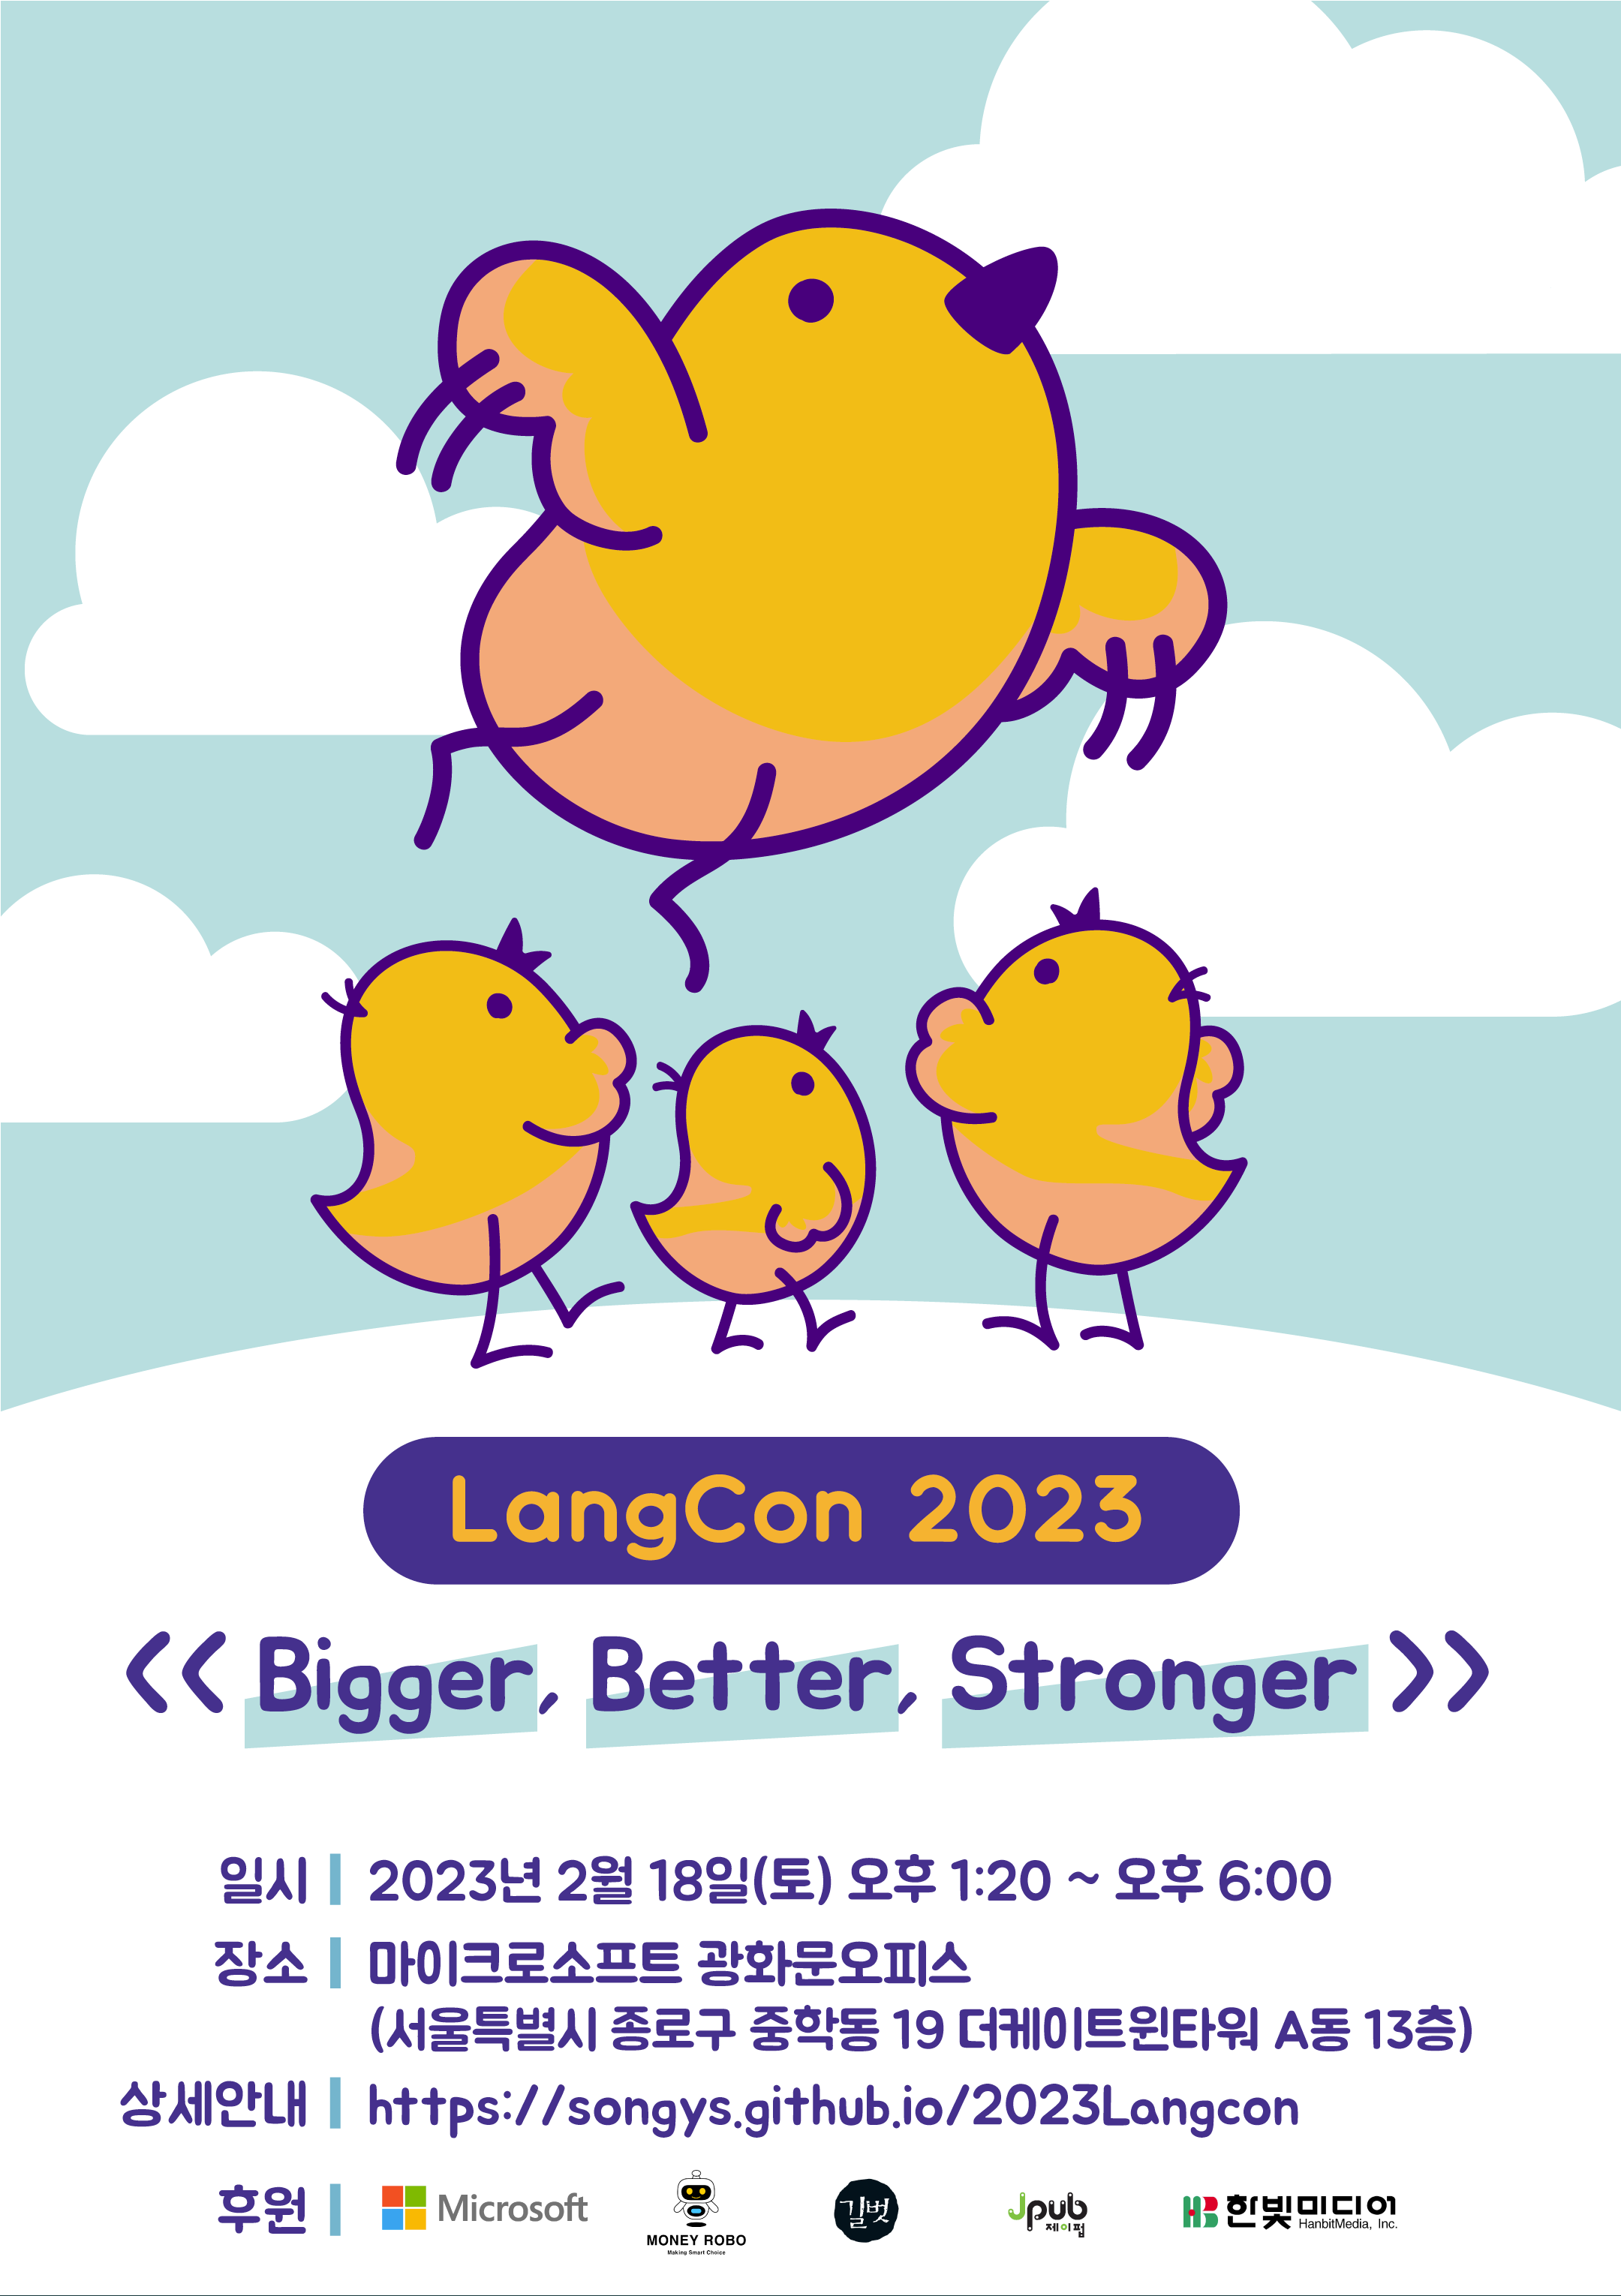 LangCon 2023
<< Bigger, Better, Stronger >>
일시 | 2023년 2월 18일(토) 오후 1:20 ~ 오후 6:00
장소 | 마이크로소프트 광화문오피스
(서울특별시 종로구 중학동 19 더케이트윈타워 A동 13층)
상세안내 | https://songys.github.io/2023Langcon
후원 | Microsoft
MONEY ROBO
Making Smart Choice
길벗
Jpub
제이펍
HB 한빛미디어
HanbitMedia, Inc.